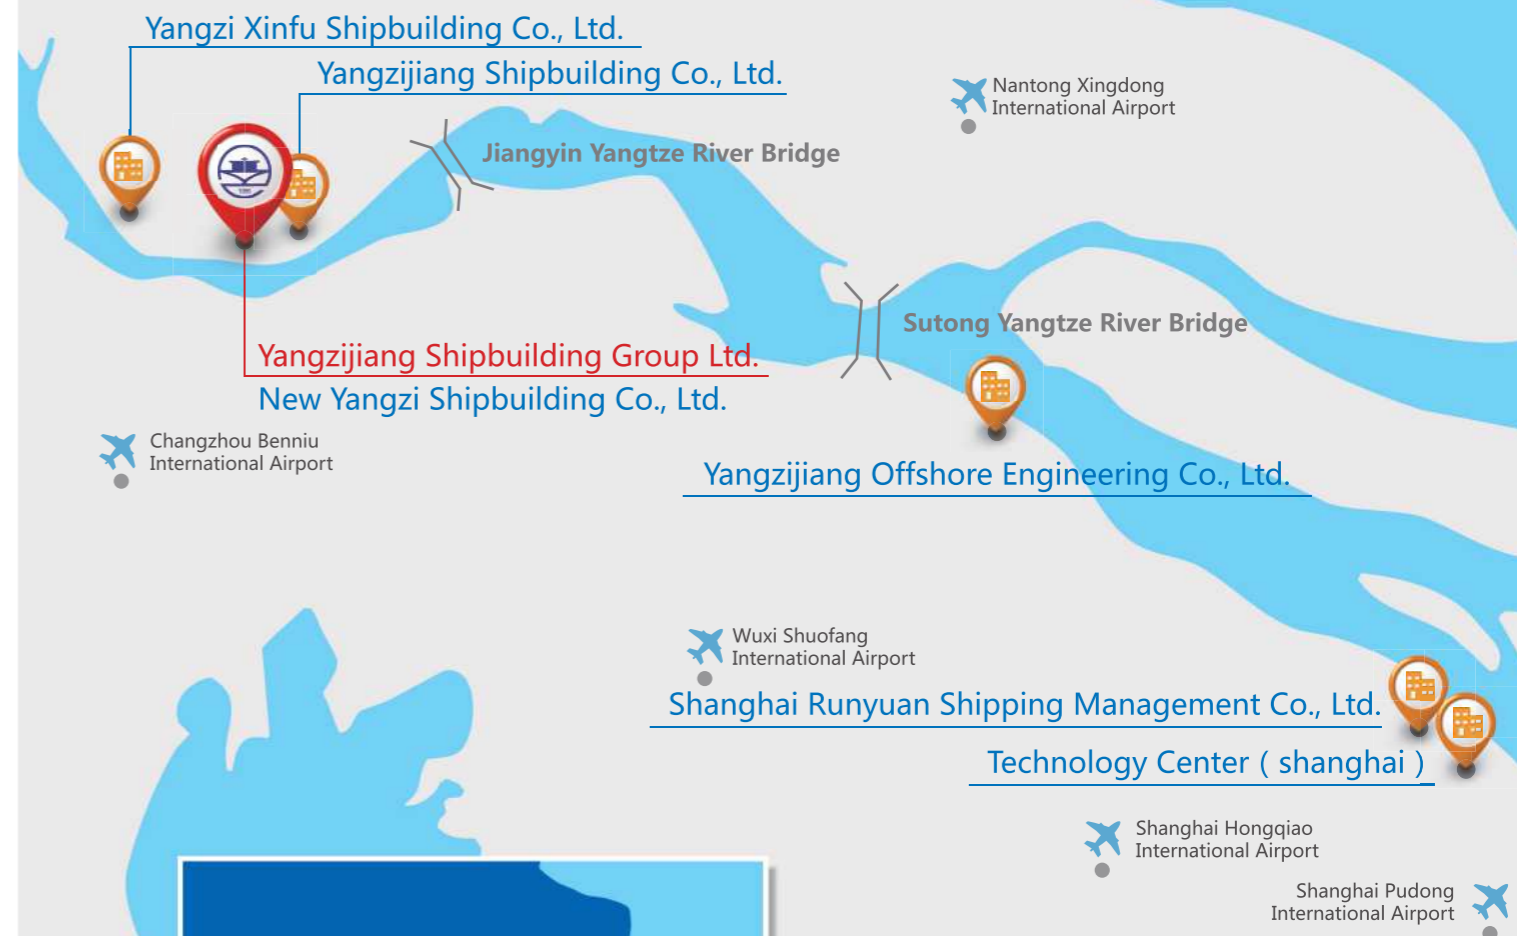 Yangzi Xinfu Shipbuilding Co., Ltd.
Yangzijiang Shipbuilding Co., Ltd.
Nantong Xingdong
International Airport
Jiangyin Yangtze River Bridge
Sutong Yangtze River Bridge
Yangzijiang Shipbuilding Group Ltd.
New Yangzi Shipbuilding Co., Ltd.
Changzhou Benniu
International Airport
Yangzijiang Offshore Engineering Co., Ltd.
Wuxi Shuofang
International Airport
Shanghai Runyuan Shipping Management Co., Ltd.
Technology Center ( shanghai )
Shanghai Hongqiao
International Airport
Shanghai Pudong
International Airport